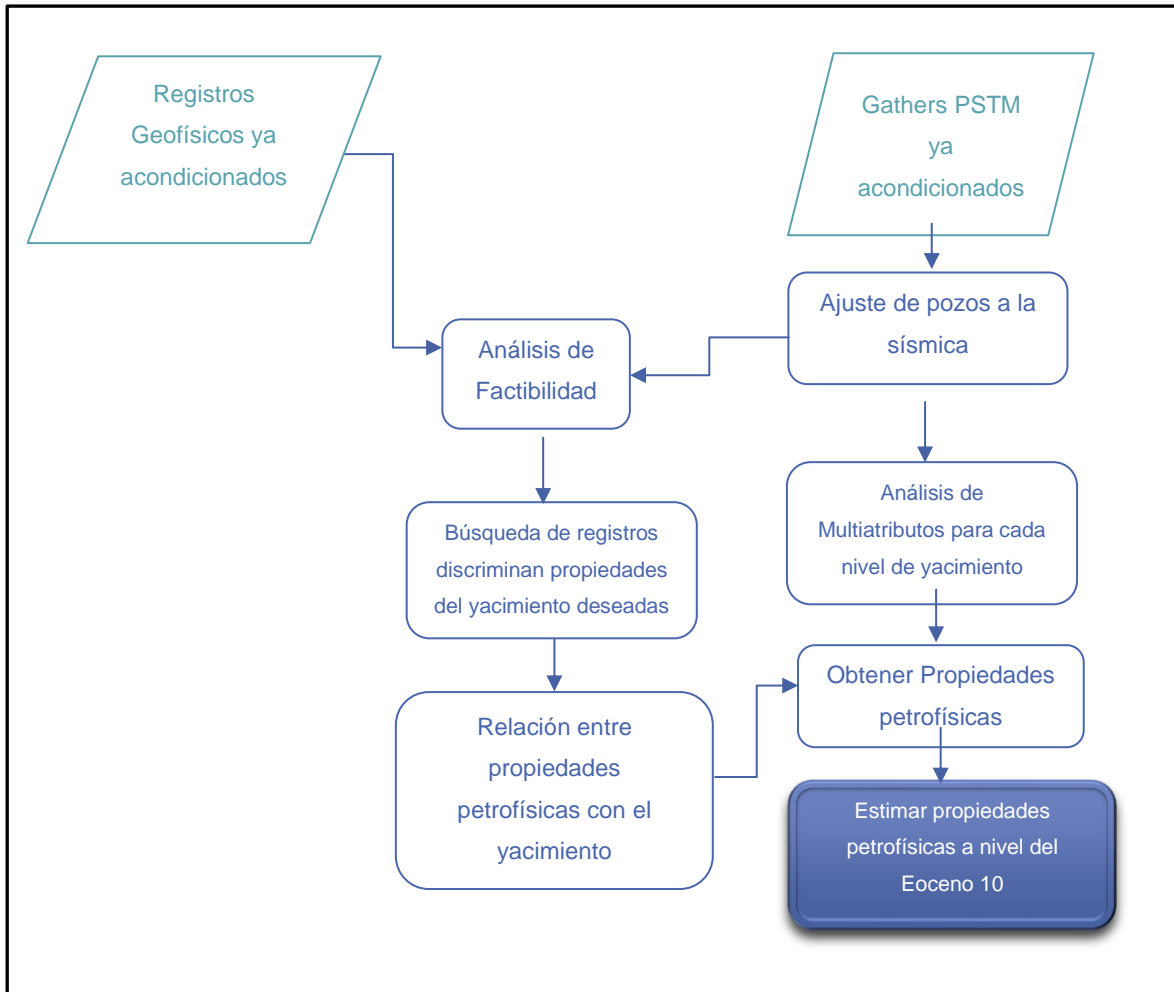 Registros
Geofísicos ya
acondicionados
Gathers PSTM
ya
acondicionados
Ajuste de pozos a la
sísmica
Análisis de
Factibilidad
Análisis de
Multiatributos para cada
nivel de yacimiento
Búsqueda de registros
discriminan propiedades
del yacimiento deseadas
Obtener Propiedades
petrofísicas
Relación entre
propiedades
petrofísicas con el
yacimiento
Estimar propiedades
petrofísicas a nivel del
Eoceno 10